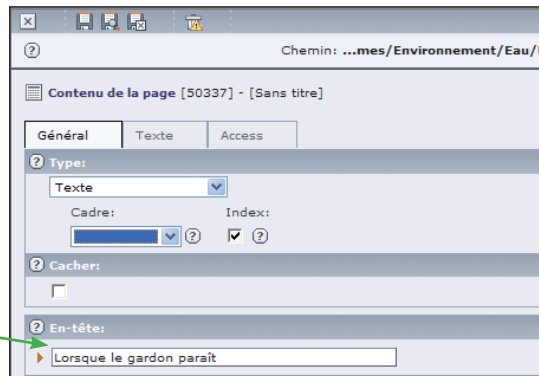 Chemin: ...mes/Environnement/Eau/
Contenu de la page [50337] - [Sans titre]
Général Texte Access
Type:
Texte
Cadre: Index:
Cacher:
En-tête:
Lorsque le gardon paraît